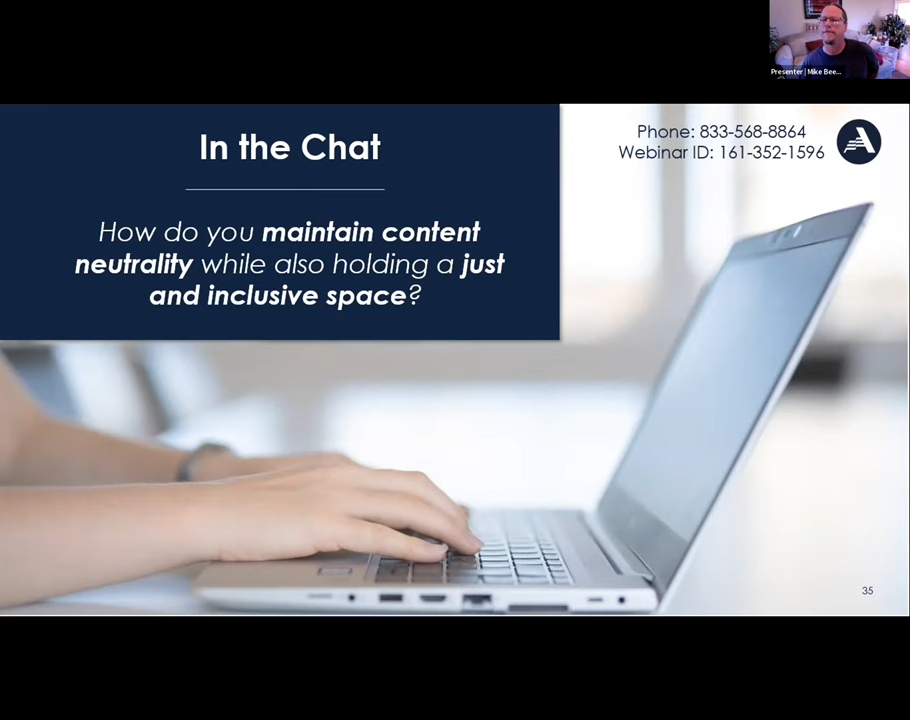 Presenter | Mike Bee...
In the Chat
Phone: 833-568-8864
Webinar ID: 161-352-1596
How do you maintain content
neutrality while also holding a just
and inclusive space?
35